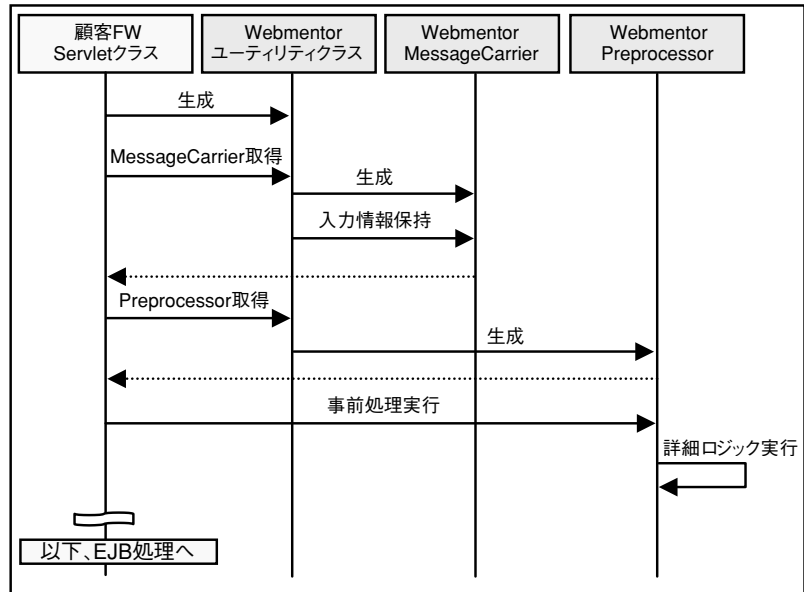 顧客FW
Servletクラス
Webmentor
ユーティリティクラス
Webmentor
MessageCarrier
Webmentor
Preprocessor
生成
MessageCarrier取得
生成
入力情報保持
Preprocessor取得
生成
事前処理実行
詳細ロジック実行
以下、EJB処理へ